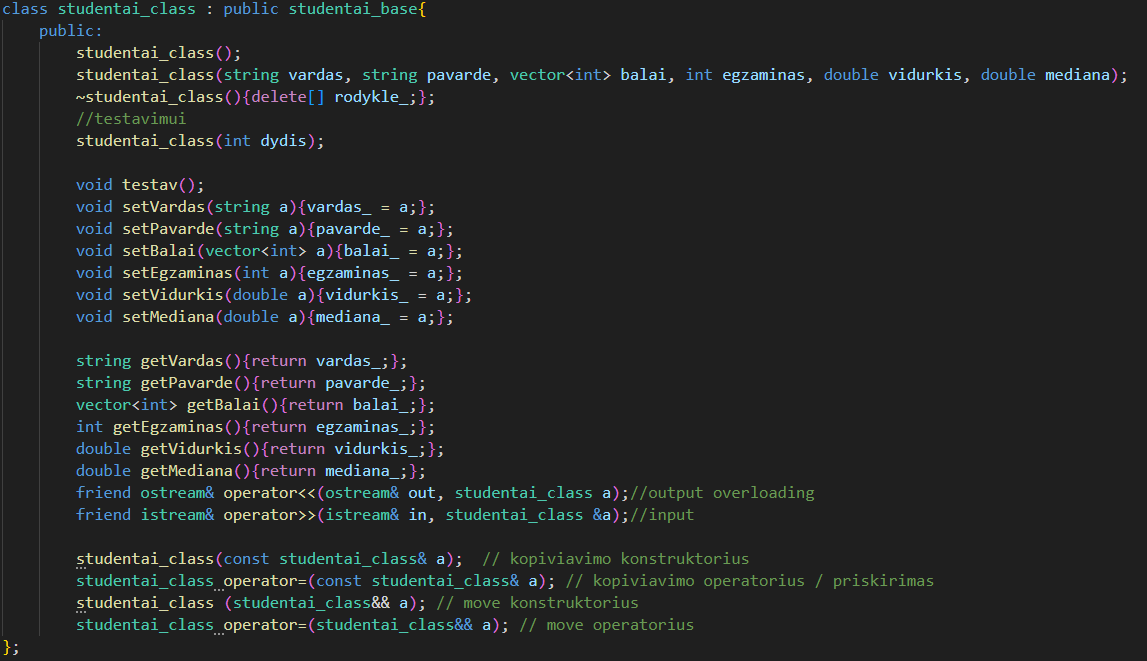 class studentai_class : public studentai_base{
    public:
        studentai_class();
        studentai_class(string vardas, string pavarde, vector<int> balai, int egzaminas, double vidurkis, double mediana);
        ~studentai_class(){delete[] rodykle_;};
        //testavimui
        studentai_class(int dydis);

        void testav();
        void setVardas(string a){vardas_ = a;};
        void setPavarde(string a){pavarde_ = a;};
        void setBalai(vector<int> a){balai_ = a;};
        void setEgzaminas(int a){egzaminas_ = a;};
        void setVidurkis(double a){vidurkis_ = a;};
        void setMediana(double a){mediana_ = a;};

        string getVardas(){return vardas_;};
        string getPavarde(){return pavarde_;};
        vector<int> getBalai(){return balai_;};
        int getEgzaminas(){return egzaminas_;};
        double getVidurkis(){return vidurkis_;};
        double getMediana(){return mediana_;};
        friend ostream& operator<<(ostream& out, studentai_class a);//output overloading
        friend istream& operator>>(istream& in, studentai_class &a);//input

        studentai_class(const studentai_class& a);  // kopiviavimo konstruktorius
        studentai_class operator=(const studentai_class& a); // kopiviavimo operatorius / priskirimas
        studentai_class (studentai_class&& a); // move konstruktorius
        studentai_class operator=(studentai_class&& a); // move operatorius
};